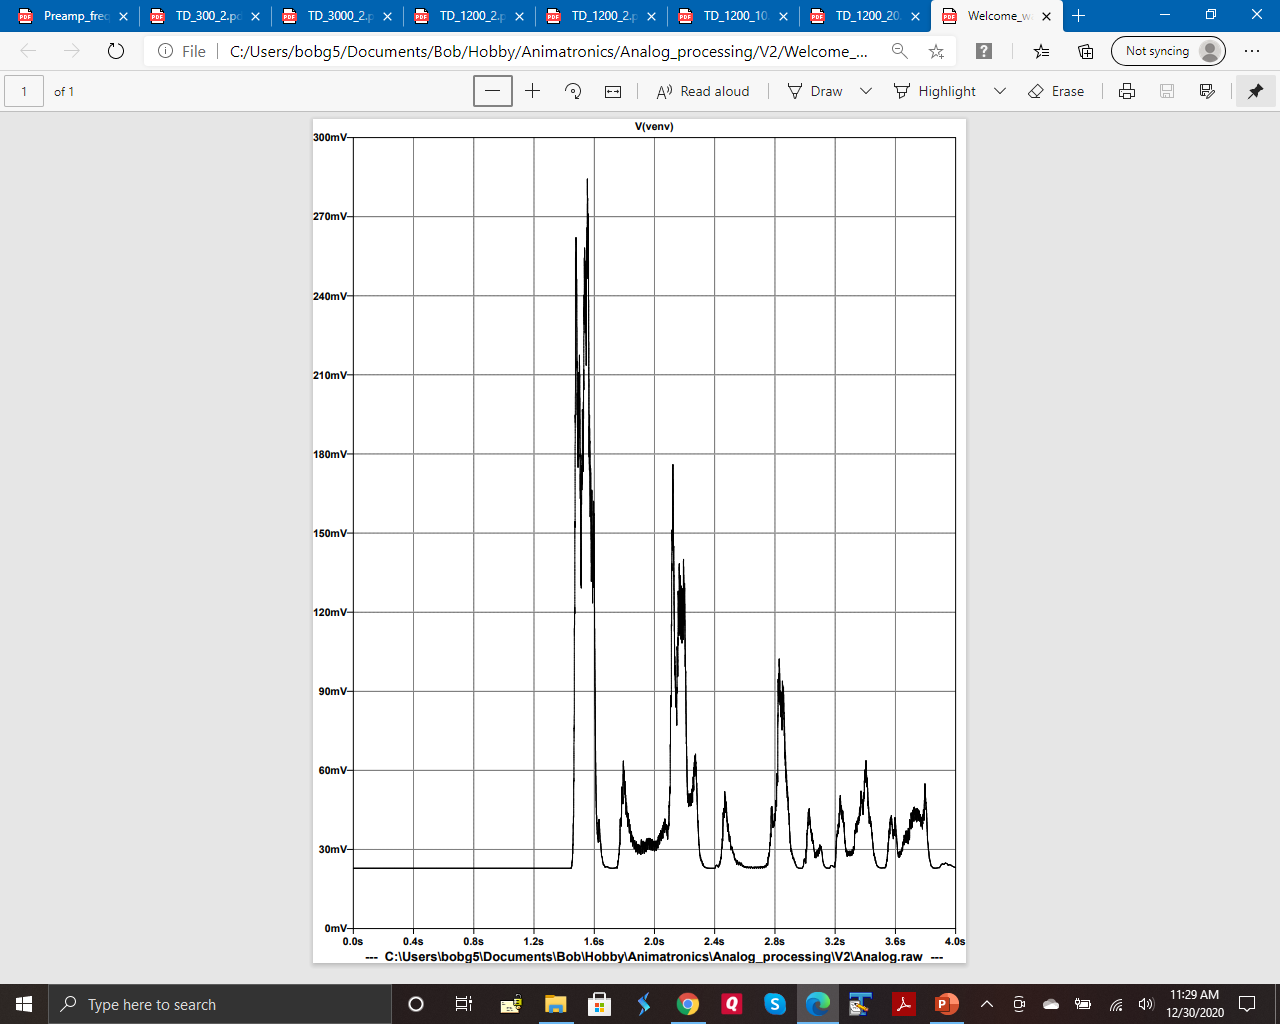 Preamp_freq
TD_300_2.pd
TD_3000_2.p
TD_1200_2.p
TD_1200_2.p
TD_1200_10.
TD_1200_20.
Welcome_w
File
C:/Users/bobg5/Documents/Bob/Hobby/Animatronics/Analog_processing/V2/Welcome_...
Not syncing
1 of 1
Read aloud
Draw
Highlight
Erase
V(venv)
300mV
270mV
240mV
210mV
180mV
150mV
120mV
90mV
60mV
30mV
0mV
0.0s 0.4s 0.8s 1.2s 1.6s 2.0s 2.4s 2.8s 3.2s 3.6s 4.0s
--- C:\Users\bobg5\Documents\Bob\Hobby\Animatronics\Analog_processing\V2\Analog.raw ---
Type here to search
11:29 AM
12/30/2020